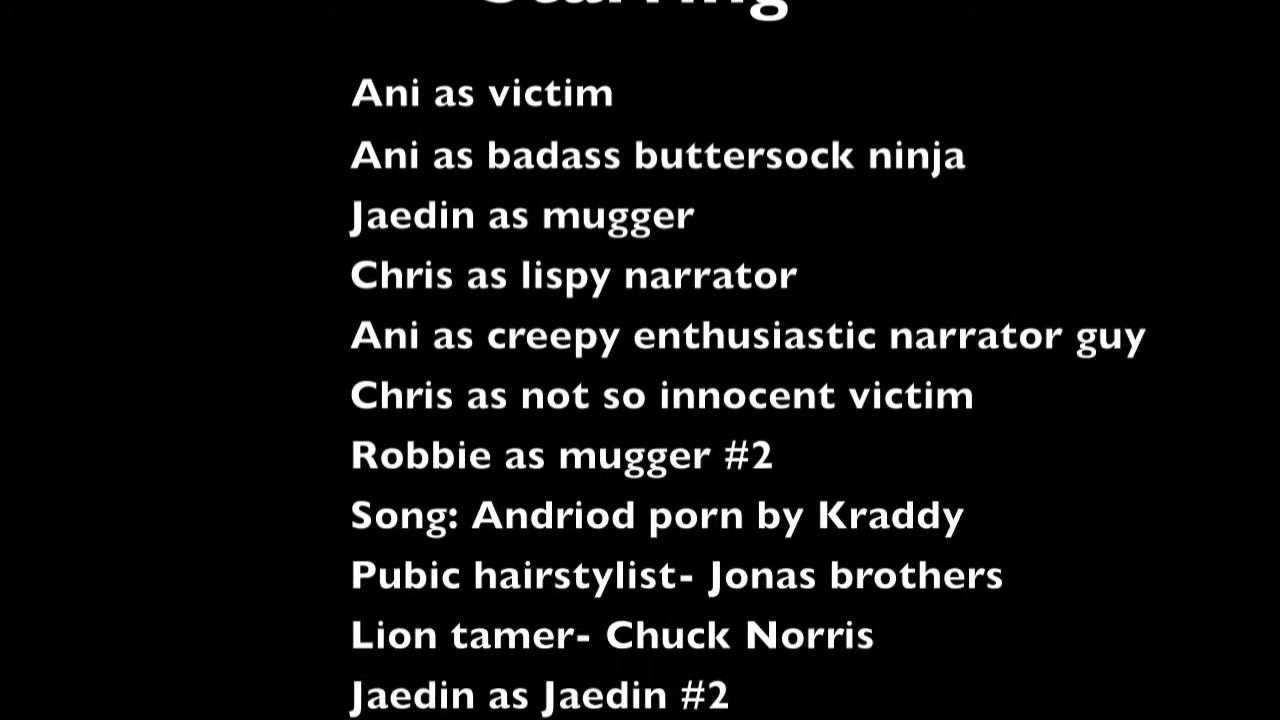 Starring
Ani as victim
Ani as badass buttersock ninja
Jaedin as mugger
Chris as lispy narrator
Ani as creepy enthusiastic narrator guy
Chris as not so innocent victim
Robbie as mugger #2
Song: Andriod porn by Kraddy
Pubic hairstylist- Jonas brothers
Lion tamer- Chuck Norris
Jaedin as Jaedin #2